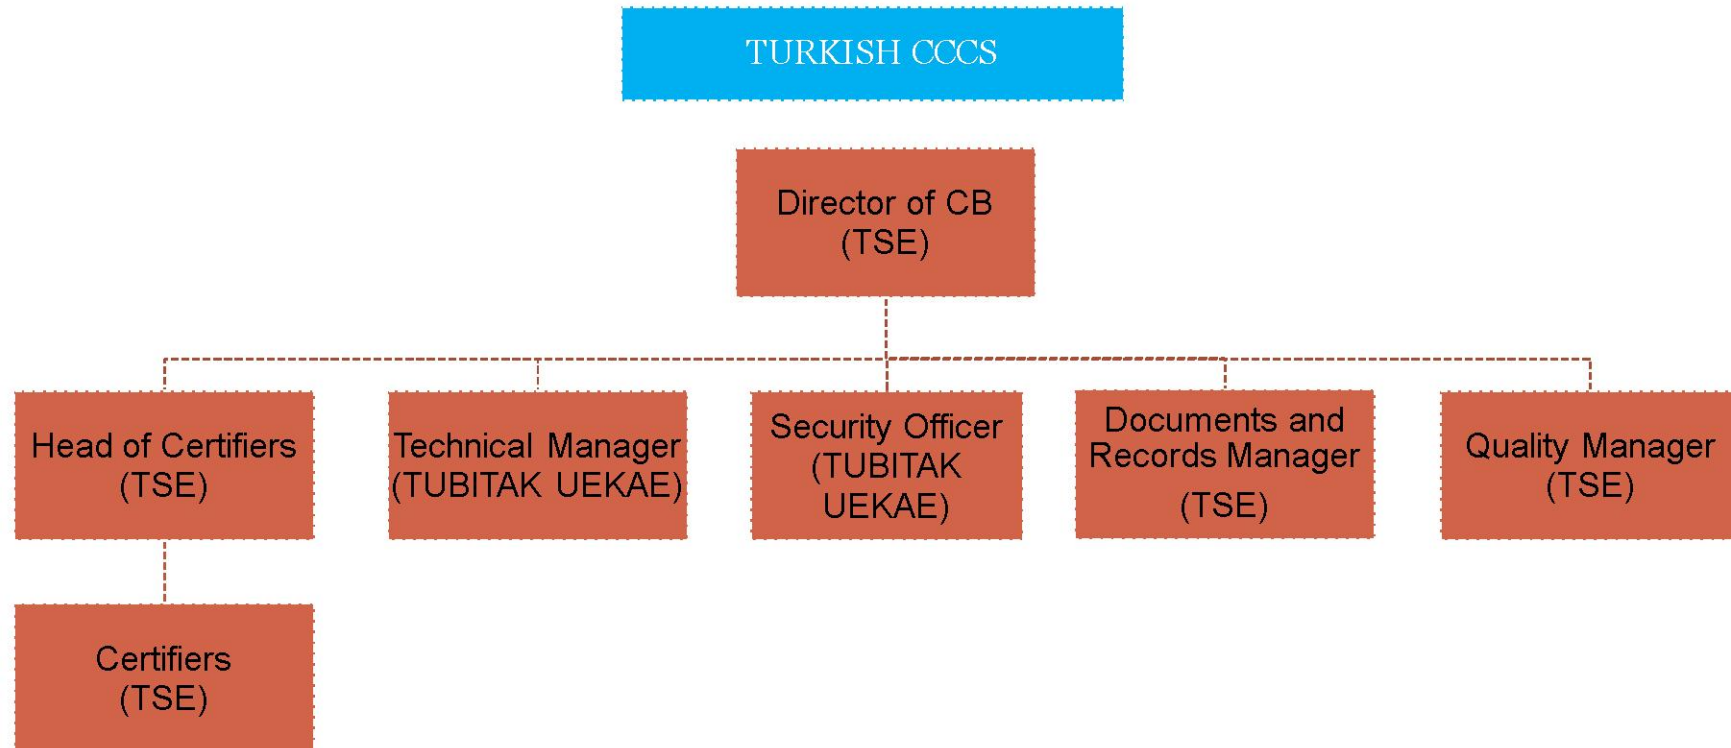 TURKISH CCCS
Director of CB
(TSE)
Head of Certifiers
(TSE)
Technical Manager
(TUBITAK UEKAE)
Security Officer
(TUBITAK
UEKAE)
Documents and
Records Manager
(TSE)
Quality Manager
(TSE)
Certifiers
(TSE)